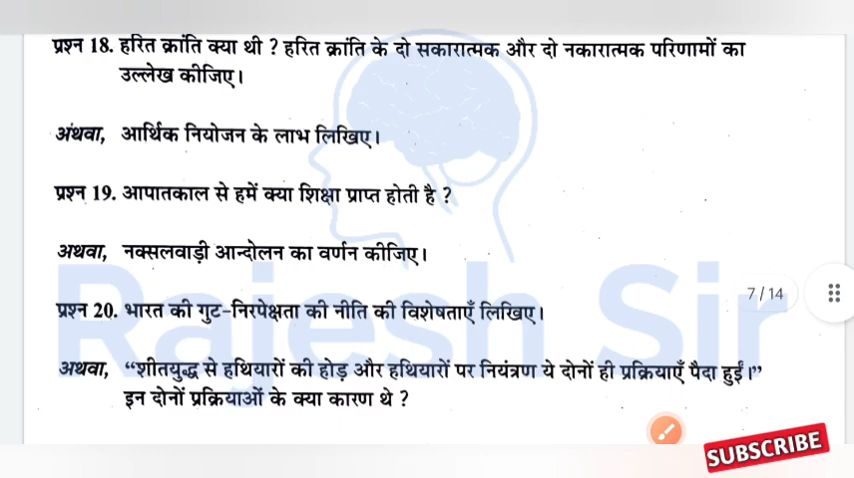 प्रश्न 18. हरित क्रांति क्या थी ? हरित क्रांति के दो सकारात्मक और दो नकारात्मक परिणामों का
उल्लेख कीजिए।
अंथवा, आर्थिक नियोजन के लाभ लिखिए।
प्रश्न 19. आपातकाल से हमें क्या शिक्षा प्राप्त होती है ?
अथवा, नक्सलवाड़ी आन्दोलन का वर्णन कीजिए।
Rajesh Sir
7 / 14
प्रश्न 20. भारत की गुट-निरपेक्षता की नीति की विशेषताएँ लिखिए।
अथवा, “शीतयुद्ध से हथियारों की होड़ और हथियारों पर नियंत्रण ये दोनों ही प्रक्रियाएँ पैदा हुईं।”
इन दोनों प्रक्रियाओं के क्या कारण थे ?
SUBSCRIBE